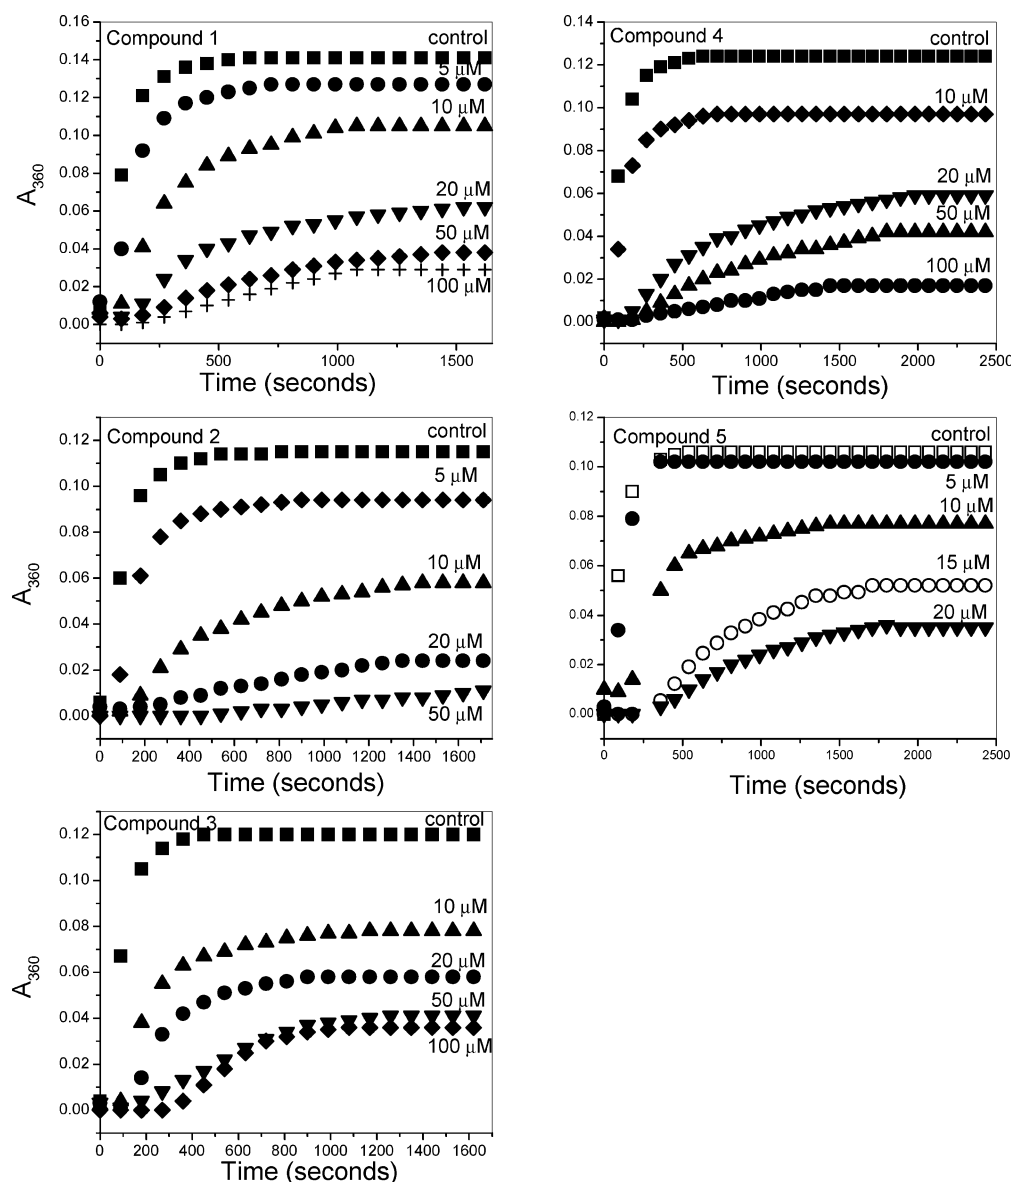 Compound 1
control
5 μM
10 μM
20 μM
50 μM
100 μM
0.16
0.14
0.12
0.10
0.08
0.06
0.04
0.02
0.00
A360
0
500
1000
1500
Time (seconds)
Compound 4
control
10 μM
20 μM
50 μM
100 μM
0.14
0.12
0.10
0.08
0.06
0.04
0.02
0.00
0
500
1000
1500
2000
2500
Time (seconds)
Compound 2
control
5 μM
10 μM
20 μM
50 μM
0.12
0.10
0.08
0.06
0.04
0.02
0.00
A360
0
200
400
600
800
1000
1200
1400
1600
Time (seconds)
Compound 5
control
5 μM
10 μM
15 μM
20 μM
0.12
0.10
0.08
0.06
0.04
0.02
0.00
0
500
1000
1500
2000
2500
Time (seconds)
Compound 3
control
10 μM
20 μM
50 μM
100 μM
0.12
0.10
0.08
0.06
0.04
0.02
0.00
A360
0
200
400
600
800
1000
1200
1400
1600
Time (seconds)